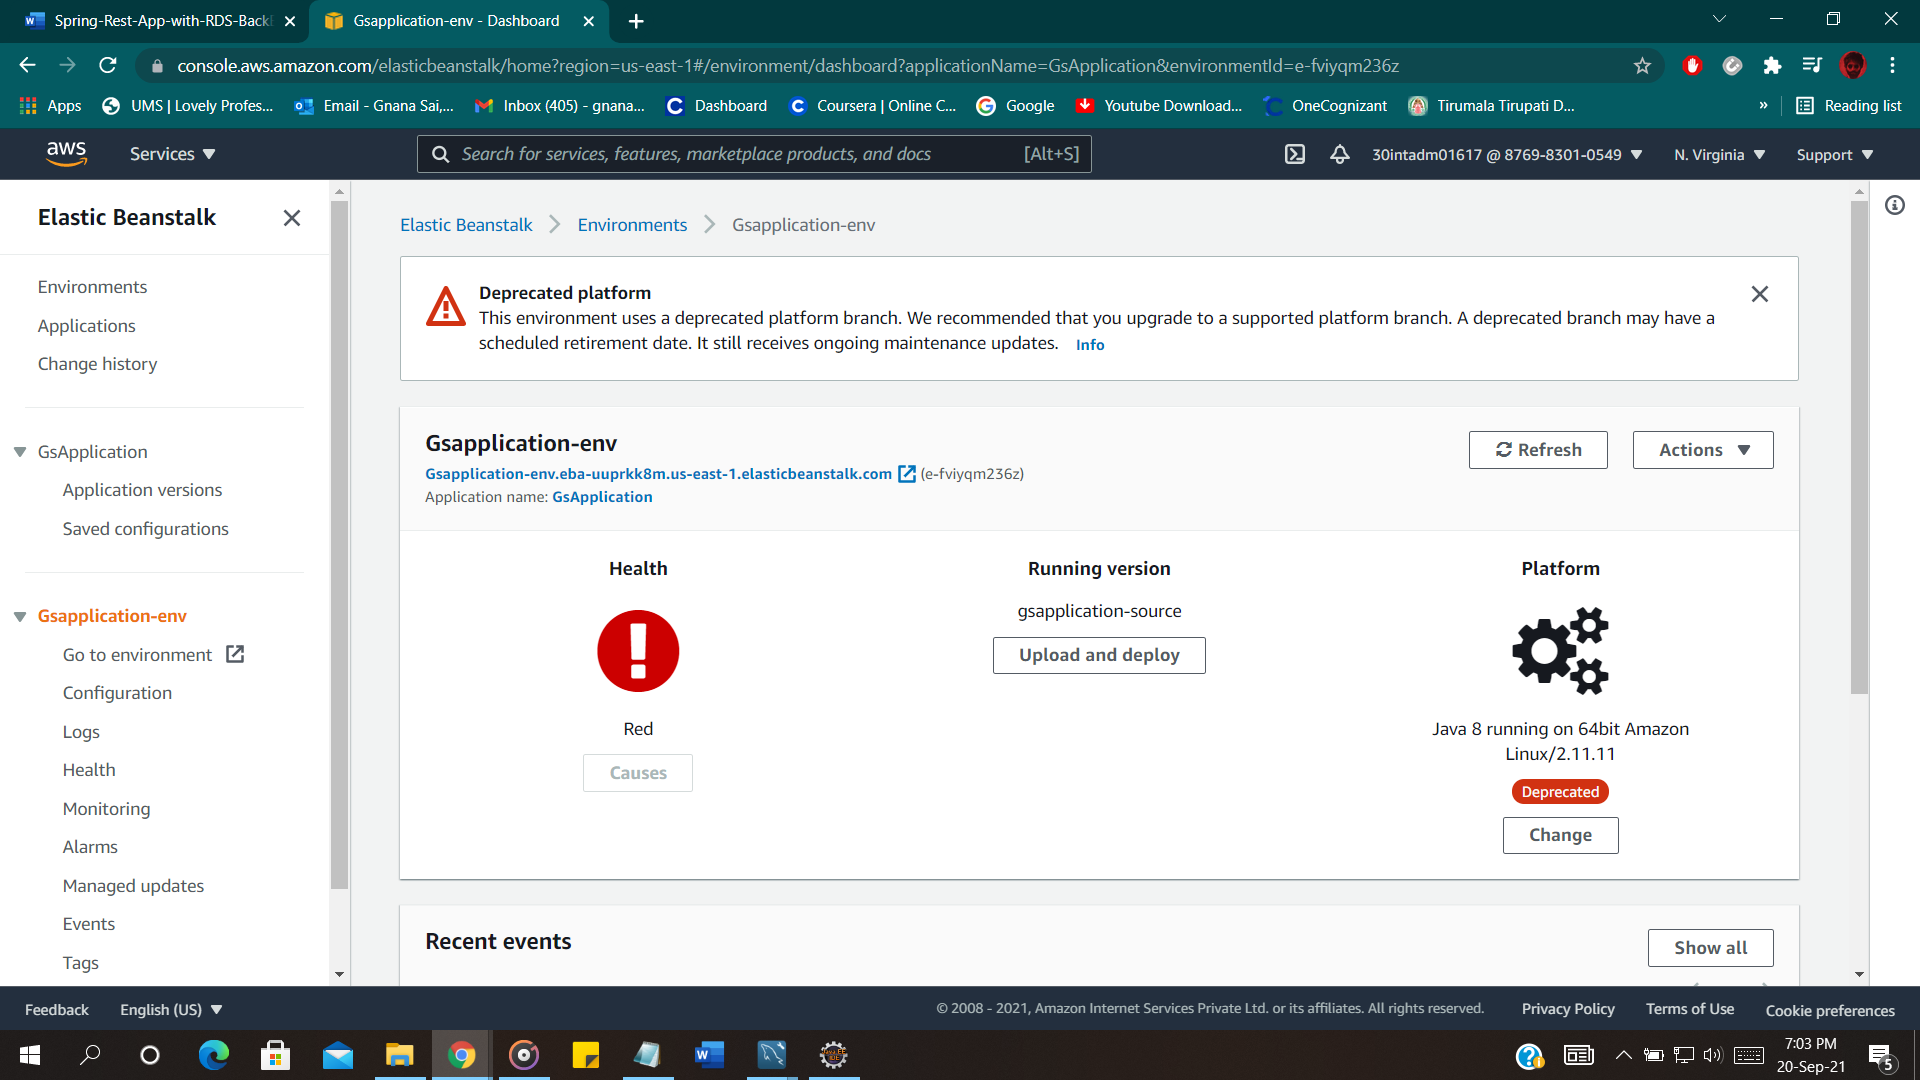 Spring-Rest-App-with-RDS-BackE
Gsapplication-env - Dashboard
console.aws.amazon.com/elasticbeanstalk/home?region=us-east-1#/environment/dashboard?applicationName=GsApplication&environmentId=e-fviyqm236z
Apps
UMS | Lovely Profes...
Email - Gnana Sai,...
Inbox (405) - gnana...
Dashboard
Coursera | Online C...
Google
Youtube Download...
OneCognizant
Tirumala Tirupati D...
»
Reading list
aws
Services
Search for services, features, marketplace products, and docs
[Alt+S]
30intadm01617 @ 8769-8301-0549
N. Virginia
Support
Elastic Beanstalk
Environments
Applications
Change history
GsApplication
Application versions
Saved configurations
Gsapplication-env
Go to environment
Configuration
Logs
Health
Monitoring
Alarms
Managed updates
Events
Tags
Elastic Beanstalk
Environments
Gsapplication-env
Deprecated platform
This environment uses a deprecated platform branch. We recommended that you upgrade to a supported platform branch. A deprecated branch may have a
scheduled retirement date. It still receives ongoing maintenance updates. Info
Gsapplication-env
Gsapplication-env.eba-uuprkk8m.us-east-1.elasticbeanstalk.com (e-fviyqm236z)
Application name: GsApplication
Refresh
Actions
Health
Red
Causes
Running version
gsapplication-source
Upload and deploy
Platform
Java 8 running on 64bit Amazon
Linux/2.11.11
Deprecated
Change
Recent events
Show all
Feedback
English (US)
© 2008 - 2021, Amazon Internet Services Private Ltd. or its affiliates. All rights reserved.
Privacy Policy
Terms of Use
Cookie preferences
7:03 PM
20-Sep-21
5